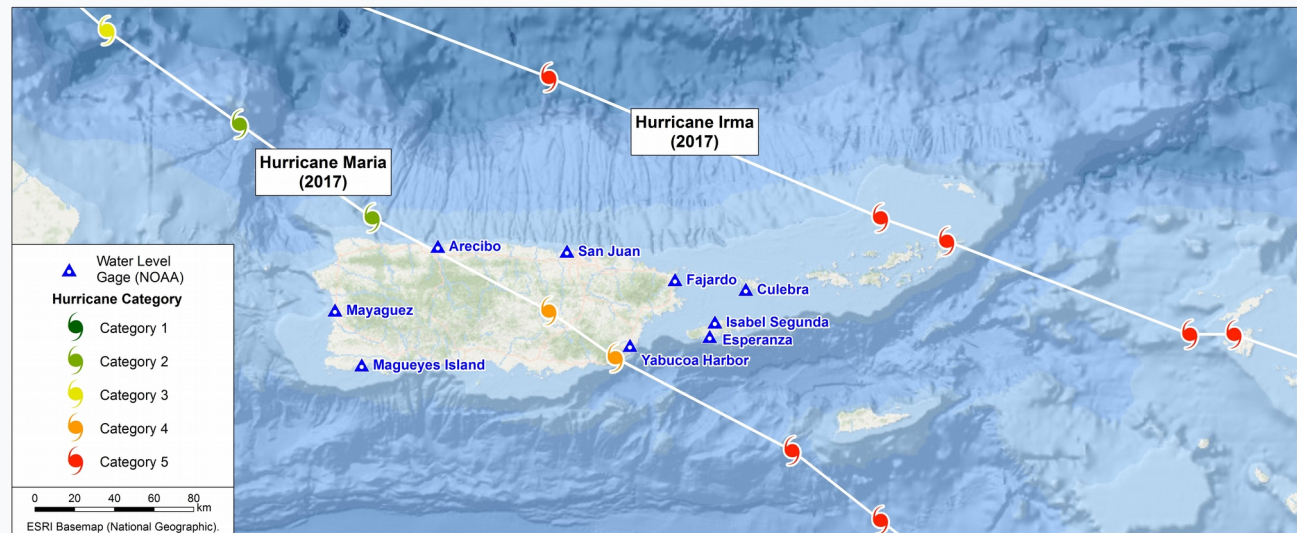 Hurricane Irma
(2017)
Hurricane Maria
(2017)
Arecibo
San Juan
Fajardo
Culebra
Mayaguez
Isabel Segunda
Esperanza
Yabucoa Harbor
Magueyes Island
Water Level
Gage (NOAA)
Hurricane Category
Category 1
Category 2
Category 3
Category 4
Category 5
0 20 40 60 80
km
ESRI Basemap (National Geographic).